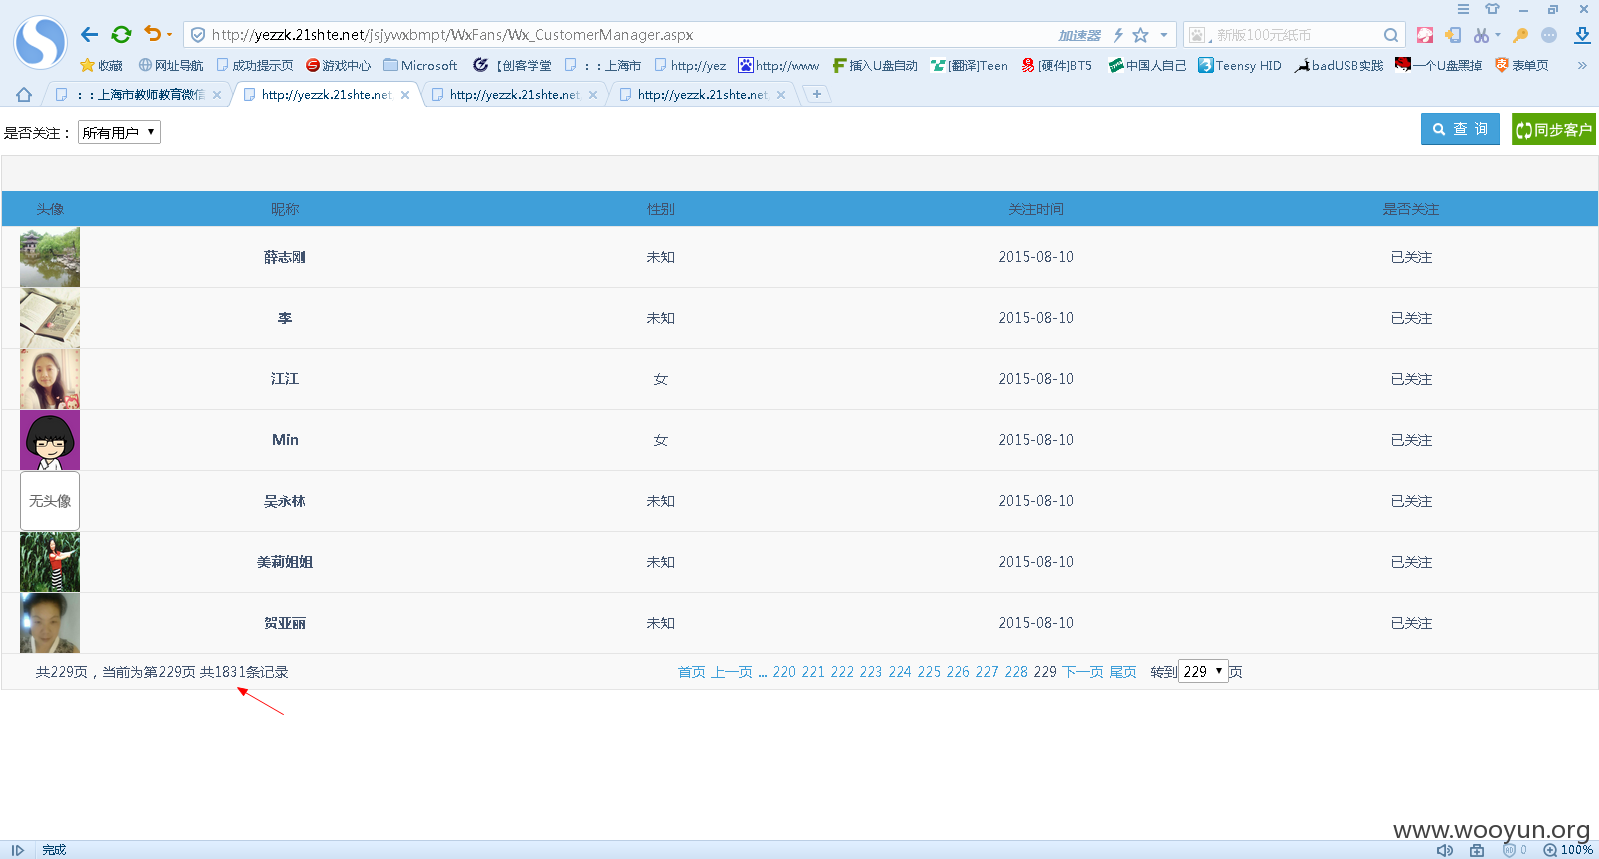 http://yezzk.21shte.net/jsjywxbmpt/WxFans/Wx_CustomerManager.aspx 加速器 新版100元纸币
收藏 网址导航 成功提示页 游戏中心 Microsoft 【创客学堂 ：：上海市 http://yez http://www 插入U盘自动 [翻译]Teen [硬件]BT5 中国人自己 Teensy HID badUSB实践 一个U盘黑掉 表单页 »
：：上海市教师教育微信 http://yezzk.21shte.net http://yezzk.21shte.net http://yezzk.21shte.net
是否关注： 所有用户 查 询 同步客户
头像 昵称 性别 关注时间 是否关注
薛志刚 未知 2015-08-10 已关注
李 未知 2015-08-10 已关注
江江 女 2015-08-10 已关注
Min 女 2015-08-10 已关注
无头像 吴永林 未知 2015-08-10 已关注
美莉姐姐 未知 2015-08-10 已关注
贺亚丽 未知 2015-08-10 已关注
共229页，当前为第229页 共1831条记录 首页 上一页 ... 220 221 222 223 224 225 226 227 228 229 下一页 尾页 转到 229 页
www.wooyun.org
完成 0 100%